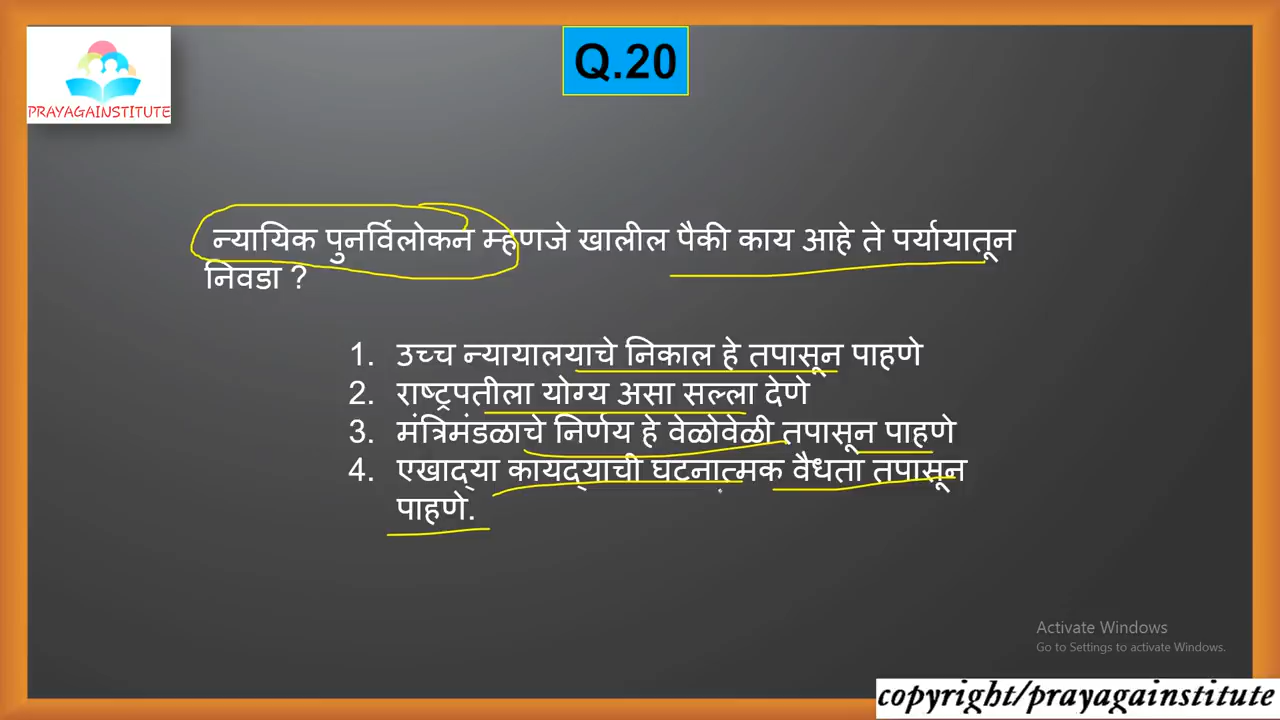 PRAYAGAINSTITUTE
Q.20
न्यायिक पुनर्विलोकन म्हणजे खालील पैकी काय आहे ते पर्यायातून
निवडा ?
1. उच्च न्यायालयाचे निकाल हे तपासून पाहणे
2. राष्ट्रपतीला योग्य असा सल्ला देणे
3. मंत्रिमंडळाचे निर्णय हे वेळोवेळी तपासून पाहणे
4. एखाद्या कायद्याची घटनात्मक वैधता तपासून
पाहणे.
Activate Windows
Go to Settings to activate Windows.
copyright/prayagainstitute